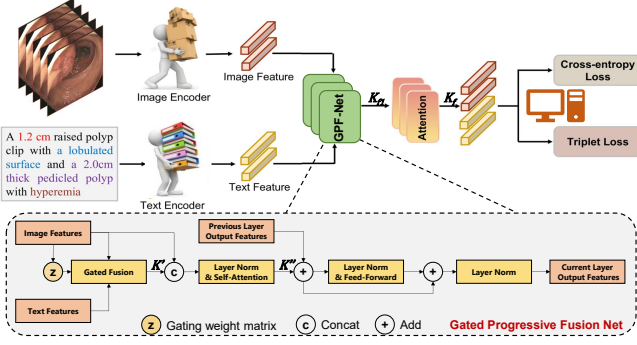 Image Encoder
Image Feature
A 1.2 cm raised polyp
clip with a lobulated
surface and a 2.0cm
thick pedicled polyp
with hyperemia
Text Encoder
Text Feature
GPF-Net
Kf1
Attention
Kf
Cross-entropy
Loss
Triplet Loss
Image Features
Previous Layer
Output Features
z
Gated Fusion
K'
c
Layer Norm
& Self-Attention
K''
+
Layer Norm
& Feed-Forward
+
Layer Norm
Current Layer
Output Features
Text Features
z Gating weight matrix
c Concat
+ Add
Gated Progressive Fusion Net